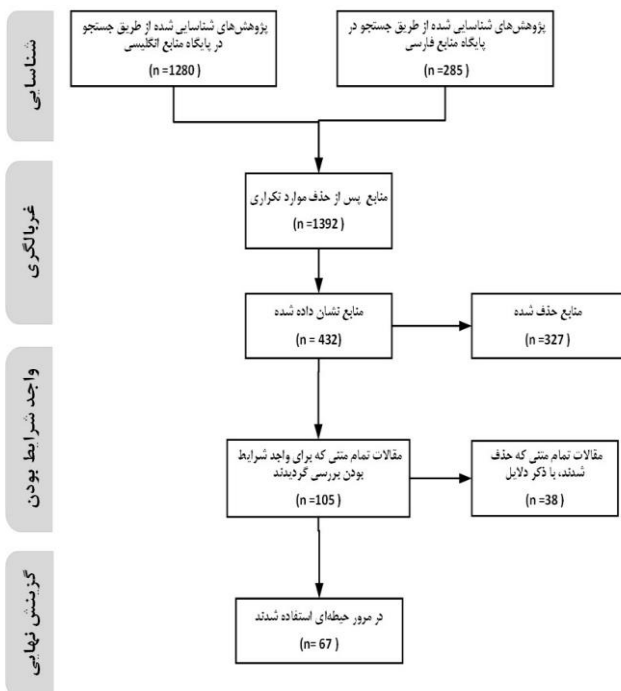 شناسایی
پژوهش‌های شناسایی شده از طریق جستجو در
پایگاه منابع فارسی
(n =285)
پژوهش‌های شناسایی شده از طریق جستجو
در پایگاه منابع انگلیسی
(n =1280)
غربالگری
منابع پس از حذف موارد تکراری
(n =1392)
منابع نشان داده شده
(n = 432)
منابع حذف شده
(n =327)
واجد شرایط بودن
مقالات تمام متنی که برای واجد شرایط
بودن بررسی گردیدند
(n =105)
مقالات تمام متنی که حذف
شدند، با ذکر دلایل
(n =38)
گزینش نهایی
در مرور حیطه‌ای استفاده شدند
(n= 67)